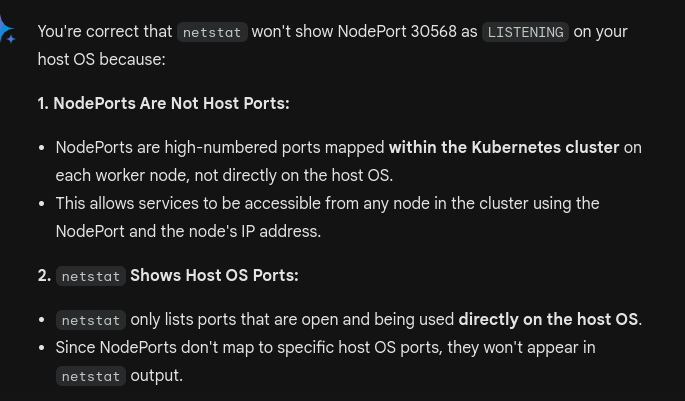 You're correct that netstat won't show NodePort 30568 as LISTENING on your
host OS because:
1. NodePorts Are Not Host Ports:
• NodePorts are high-numbered ports mapped within the Kubernetes cluster on
each worker node, not directly on the host OS.
• This allows services to be accessible from any node in the cluster using the
NodePort and the node's IP address.
2. netstat Shows Host OS Ports:
• netstat only lists ports that are open and being used directly on the host OS.
• Since NodePorts don't map to specific host OS ports, they won't appear in
netstat output.